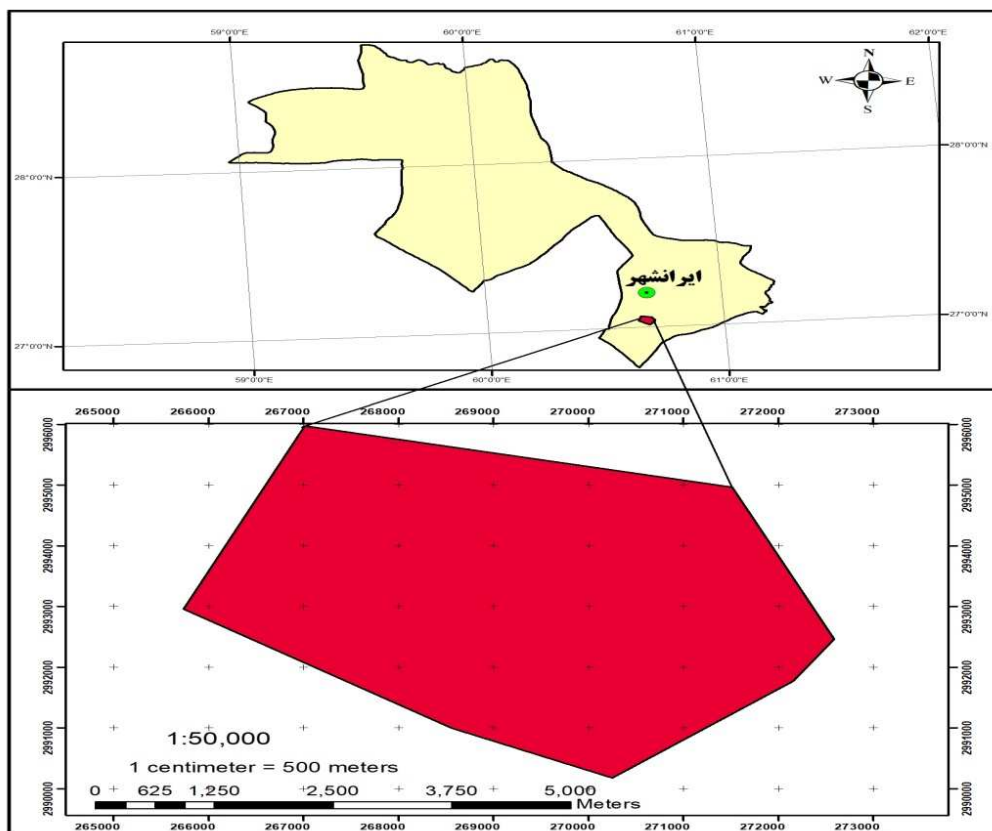 59°0'0"E 60°0'0"E 61°0'0"E 62°0'0"E
N
W E
S
28°0'0"N 28°0'0"N
ایرانشهر
27°0'0"N 27°0'0"N
59°0'0"E 60°0'0"E 61°0'0"E
265000 266000 267000 268000 269000 270000 271000 272000 273000
2996000 2996000
2995000 2995000
2994000 2994000
2993000 2993000
2992000 2992000
2991000 2991000
1:50,000
1 centimeter = 500 meters
2990000 2990000
0 625 1,250 2,500 3,750 5,000
Meters
265000 266000 267000 268000 269000 270000 271000 272000 273000